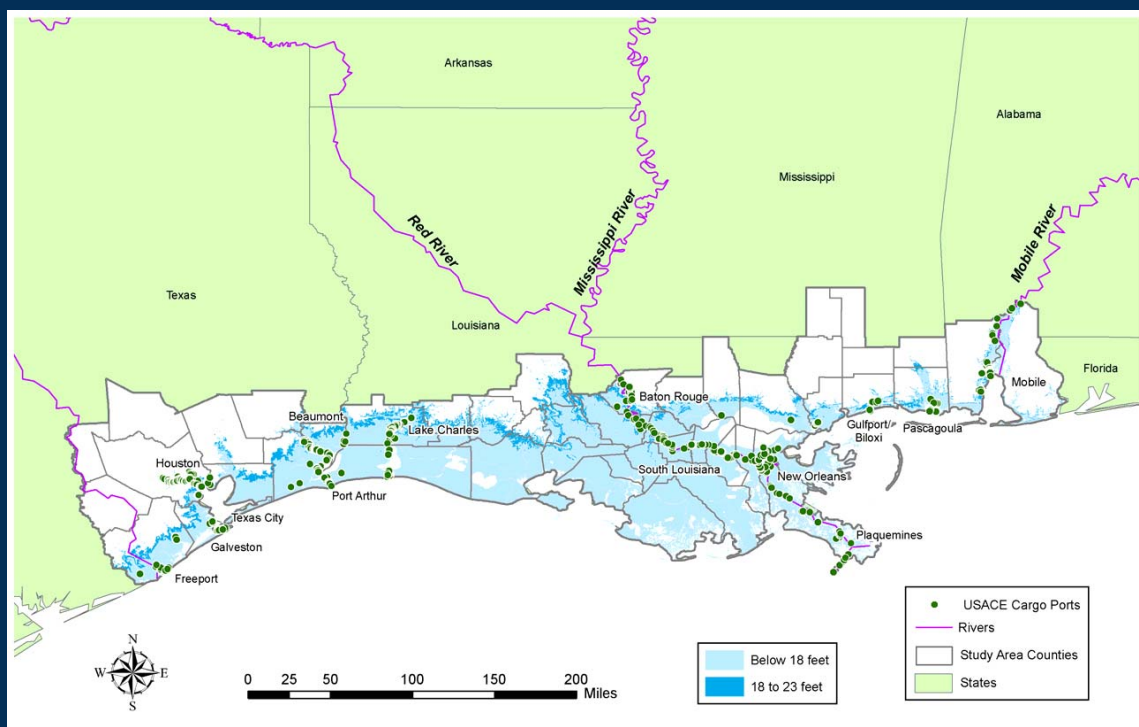 Arkansas
Alabama
Mississippi
Texas
Louisiana
Red River
Mississippi River
Mobile River
Florida
Mobile
Baton Rouge
Beaumont
Lake Charles
Gulfport/
Biloxi
Pascagoula
Houston
South Louisiana
New Orleans
Port Arthur
Texas City
Galveston
Plaquemines
Freeport
N
W E
S
0 25 50 100 150 200
Miles
Below 18 feet
18 to 23 feet
USACE Cargo Ports
Rivers
Study Area Counties
States